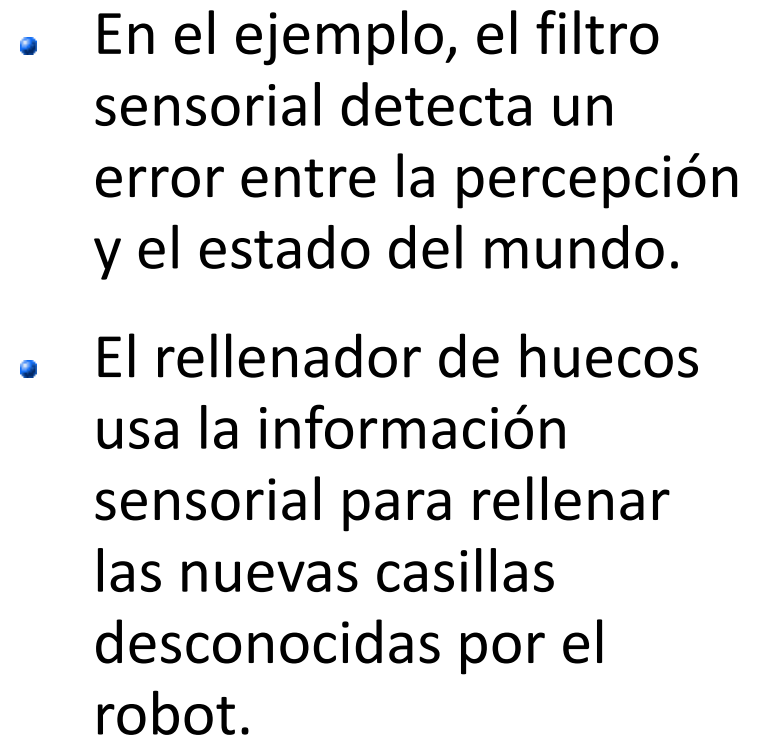 En el ejemplo, el filtro
sensorial detecta un
error entre la percepción
y el estado del mundo.
El rellenador de huecos
usa la información
sensorial para rellenar
las nuevas casillas
desconocidas por el
robot.